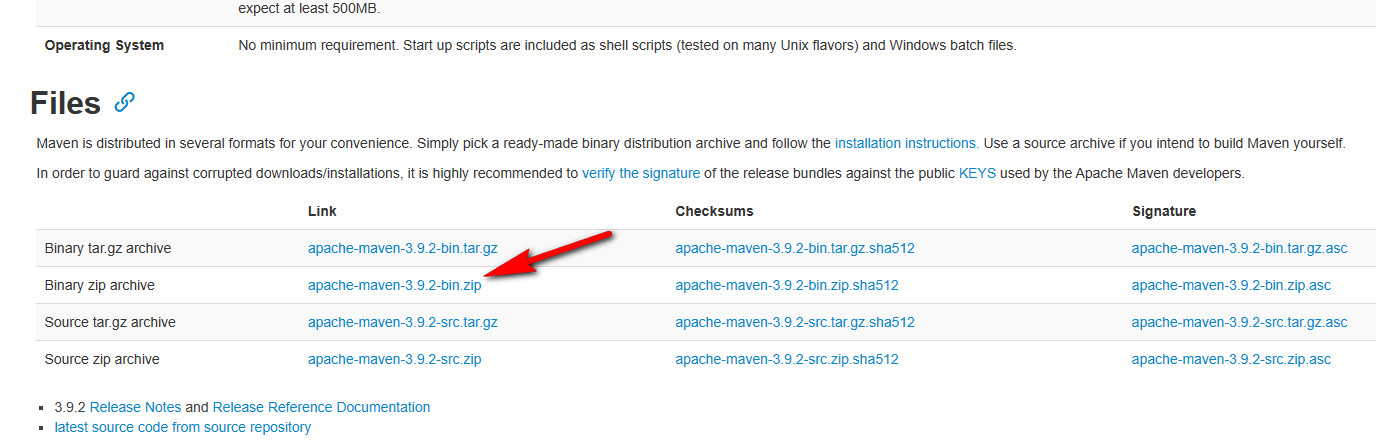 expect at least 500MB.
Operating System No minimum requirement. Start up scripts are included as shell scripts (tested on many Unix flavors) and Windows batch files.
Files
Maven is distributed in several formats for your convenience. Simply pick a ready-made binary distribution archive and follow the installation instructions. Use a source archive if you intend to build Maven yourself.
In order to guard against corrupted downloads/installations, it is highly recommended to verify the signature of the release bundles against the public KEYS used by the Apache Maven developers.
Link Checksums Signature
Binary tar.gz archive apache-maven-3.9.2-bin.tar.gz apache-maven-3.9.2-bin.tar.gz.sha512 apache-maven-3.9.2-bin.tar.gz.asc
Binary zip archive apache-maven-3.9.2-bin.zip apache-maven-3.9.2-bin.zip.sha512 apache-maven-3.9.2-bin.zip.asc
Source tar.gz archive apache-maven-3.9.2-src.tar.gz apache-maven-3.9.2-src.tar.gz.sha512 apache-maven-3.9.2-src.tar.gz.asc
Source zip archive apache-maven-3.9.2-src.zip apache-maven-3.9.2-src.zip.sha512 apache-maven-3.9.2-src.zip.asc
3.9.2 Release Notes and Release Reference Documentation
latest source code from source repository